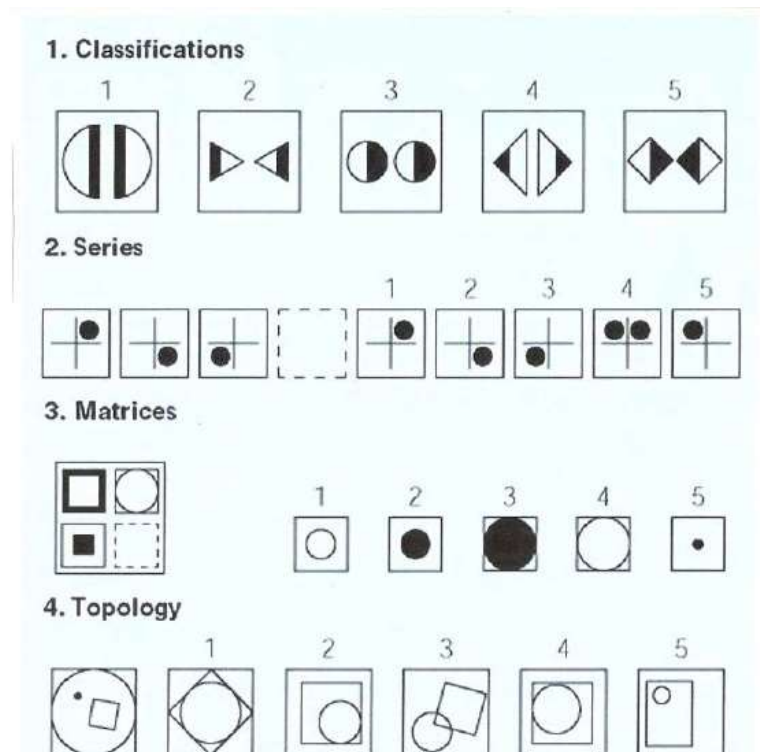 1. Classifications
1 2 3 4 5
2. Series
1 2 3 4 5
3. Matrices
1 2 3 4 5
4. Topology
1 2 3 4 5